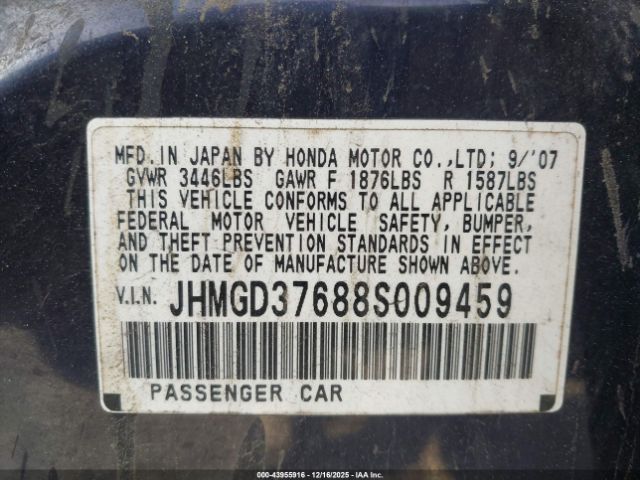 MFD. IN JAPAN BY HONDA MOTOR CO.,LTD; 9/'07
GVWR 3446LBS GAWR F 1876LBS R 1587LBS
THIS VEHICLE CONFORMS TO ALL APPLICABLE
FEDERAL MOTOR VEHICLE SAFETY, BUMPER,
AND THEFT PREVENTION STANDARDS IN EFFECT
ON THE DATE OF MANUFACTURE SHOWN ABOVE.
V.I.N. JHMGD37688S009459
PASSENGER CAR
000-43955916 - 12/16/2025 - IAA Inc.